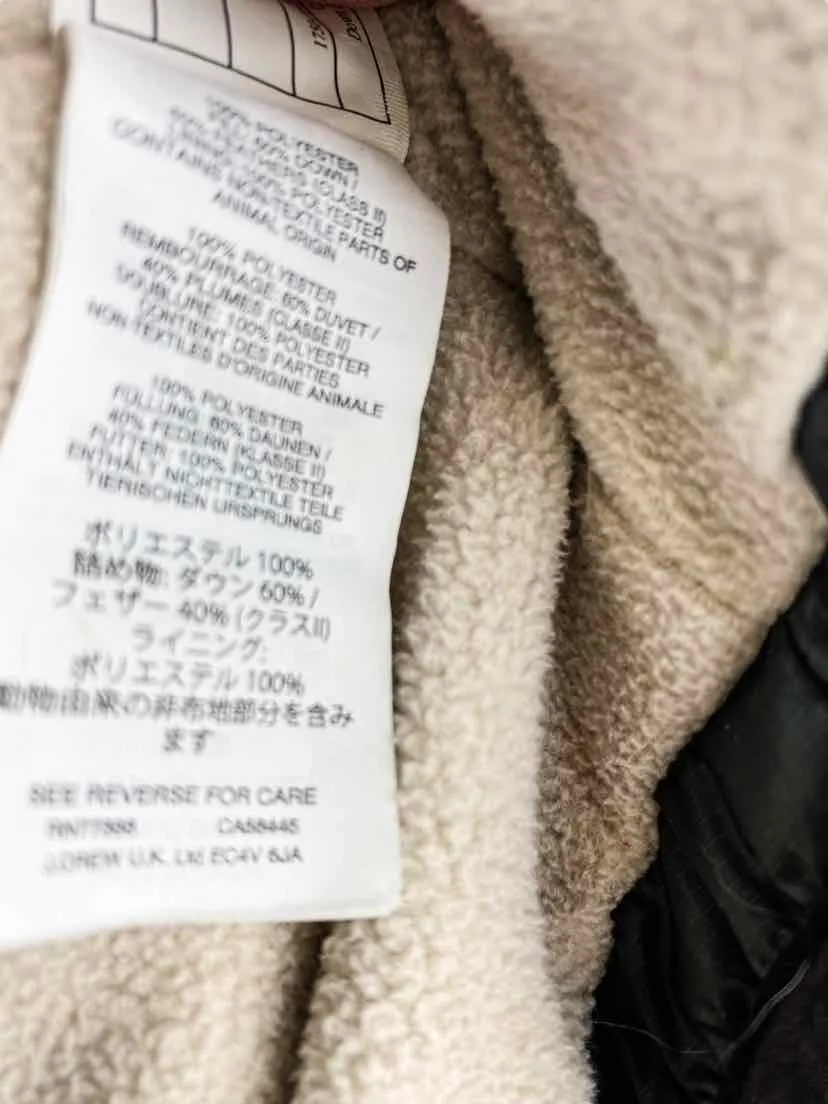 100% POLYESTER
FILL: 60% DOWN /
40% FEATHERS (CLASS II)
LINING: 100% POLYESTER
CONTAINS NON-TEXTILE PARTS OF
ANIMAL ORIGIN
100% POLYESTER
REMBOURRAGE: 60% DUVET /
40% PLUMES (CLASSE II)
DOUBLURE: 100% POLYESTER
CONTIENT DES PARTIES
NON TEXTILES D'ORIGINE ANIMALE
100% POLYESTER
FÜLLUNG: 60% DAUNEN /
40% FEDERN (KLASSE II)
FUTTER: 100% POLYESTER
ENTHÄLT NICHTTEXTILE TEILE
TIERISCHEN URSPRUNGS
ポリエステル 100%
詰め物: ダウン 60% /
フェザー 40% (クラスII)
ライニング:
ポリエステル 100%
動物由来の非布地部分を含み
ます
SEE REVERSE FOR CARE
CA58445
J.CREW U.K. Ltd EC4V 6JA